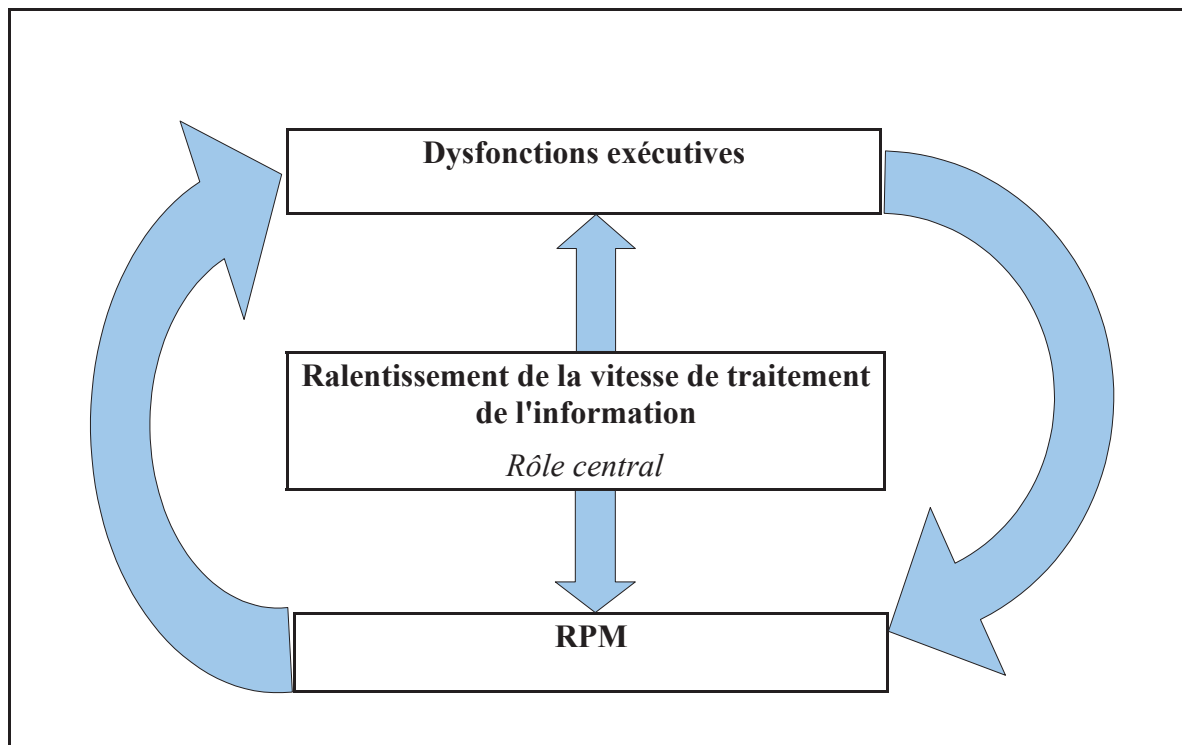 Dysfonctions exécutives
Ralentissement de la vitesse de traitement
de l'information
Rôle central
RPM